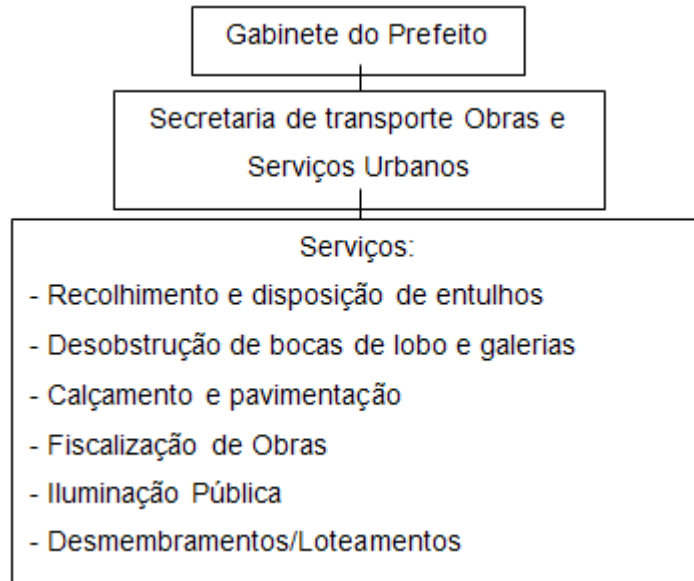 Gabinete do Prefeito
Secretaria de transporte Obras e
Serviços Urbanos
Serviços:
- Recolhimento e disposição de entulhos
- Desobstrução de bocas de lobo e galerias
- Calçamento e pavimentação
- Fiscalização de Obras
- Iluminação Pública
- Desmembramentos/Loteamentos